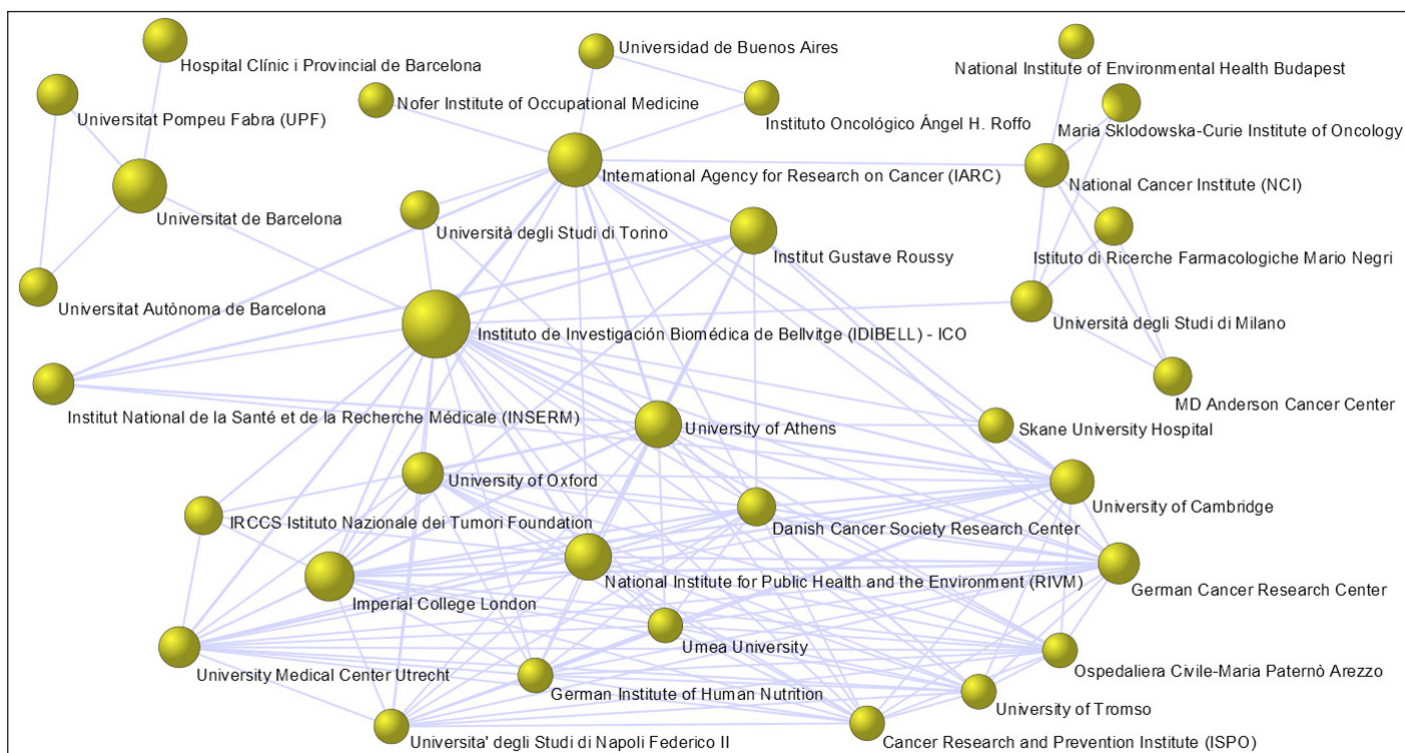 Universidad de Buenos Aires
Hospital Clínic i Provincial de Barcelona
National Institute of Environmental Health Budapest
Nofer Institute of Occupational Medicine
Universitat Pompeu Fabra (UPF)
Instituto Oncológico Ángel H. Roffo
Maria Sklodowska-Curie Institute of Oncology
International Agency for Research on Cancer (IARC)
National Cancer Institute (NCI)
Universitat de Barcelona
Università degli Studi di Torino
Institut Gustave Roussy
Istituto di Ricerche Farmacologiche Mario Negri
Universitat Autònoma de Barcelona
Università degli Studi di Milano
Instituto de Investigación Biomédica de Bellvitge (IDIBELL) - ICO
MD Anderson Cancer Center
Institut National de la Santé et de la Recherche Médicale (INSERM)
University of Athens
Skane University Hospital
University of Oxford
University of Cambridge
IRCCS Istituto Nazionale dei Tumori Foundation
Danish Cancer Society Research Center
National Institute for Public Health and the Environment (RIVM)
German Cancer Research Center
Imperial College London
Umea University
University Medical Center Utrecht
Ospedaliera Civile-Maria Paternò Arezzo
German Institute of Human Nutrition
University of Tromso
Universita' degli Studi di Napoli Federico II
Cancer Research and Prevention Institute (ISPO)